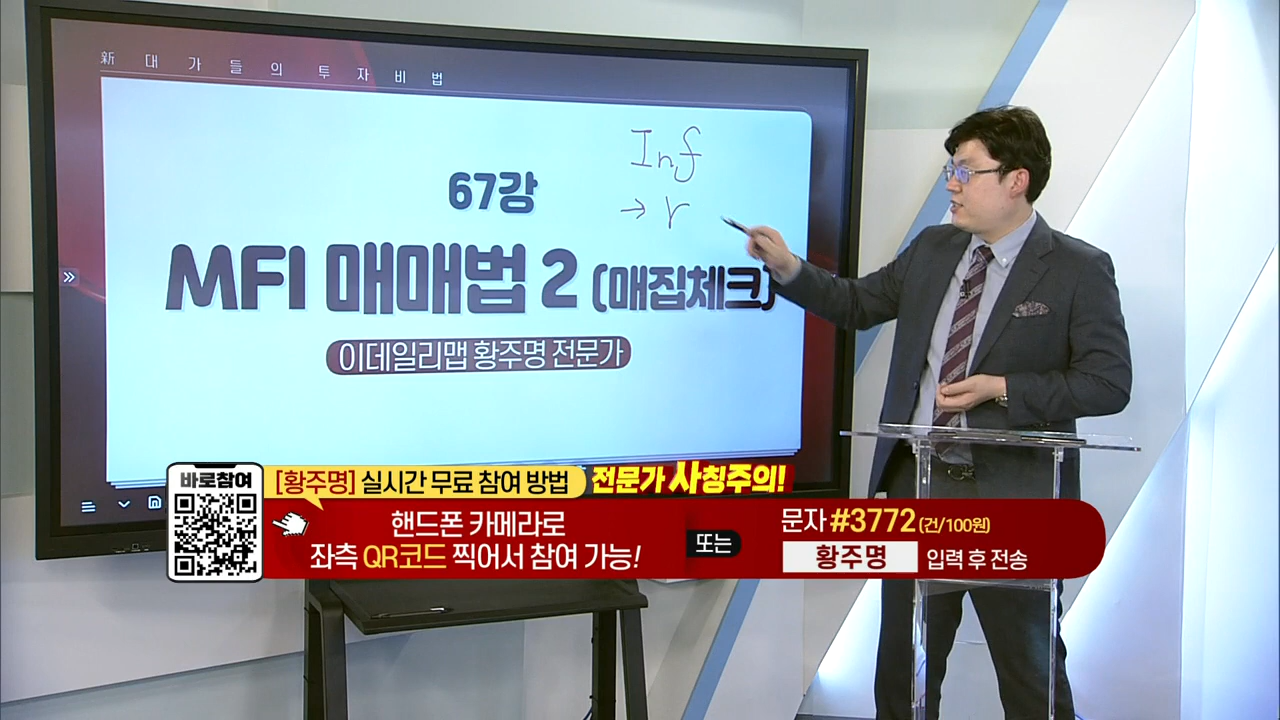 新대가들의투자비법
Inf
→ r
67강
MFI 매매법 2 (매집체크)
이데일리맵 황주명 전문가
바로참여
[황주명] 실시간 무료 참여 방법
전문가 사칭주의!
핸드폰 카메라로
좌측 QR코드 찍어서 참여 가능!
또는
문자 #3772 (건/100원)
황주명 입력 후 전송